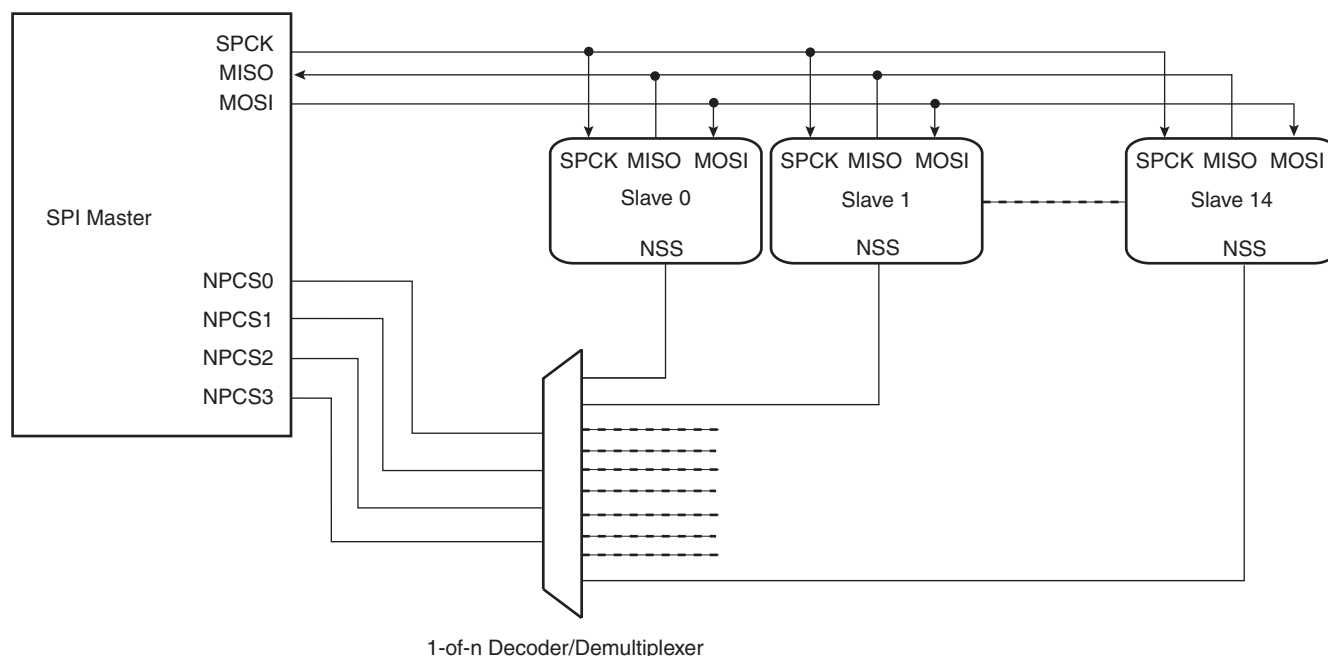 SPCK
MISO
MOSI
SPI Master
NPCS0
NPCS1
NPCS2
NPCS3
SPCK MISO MOSI
Slave 0
NSS
SPCK MISO MOSI
Slave 1
NSS
SPCK MISO MOSI
Slave 14
NSS
1-of-n Decoder/Demultiplexer